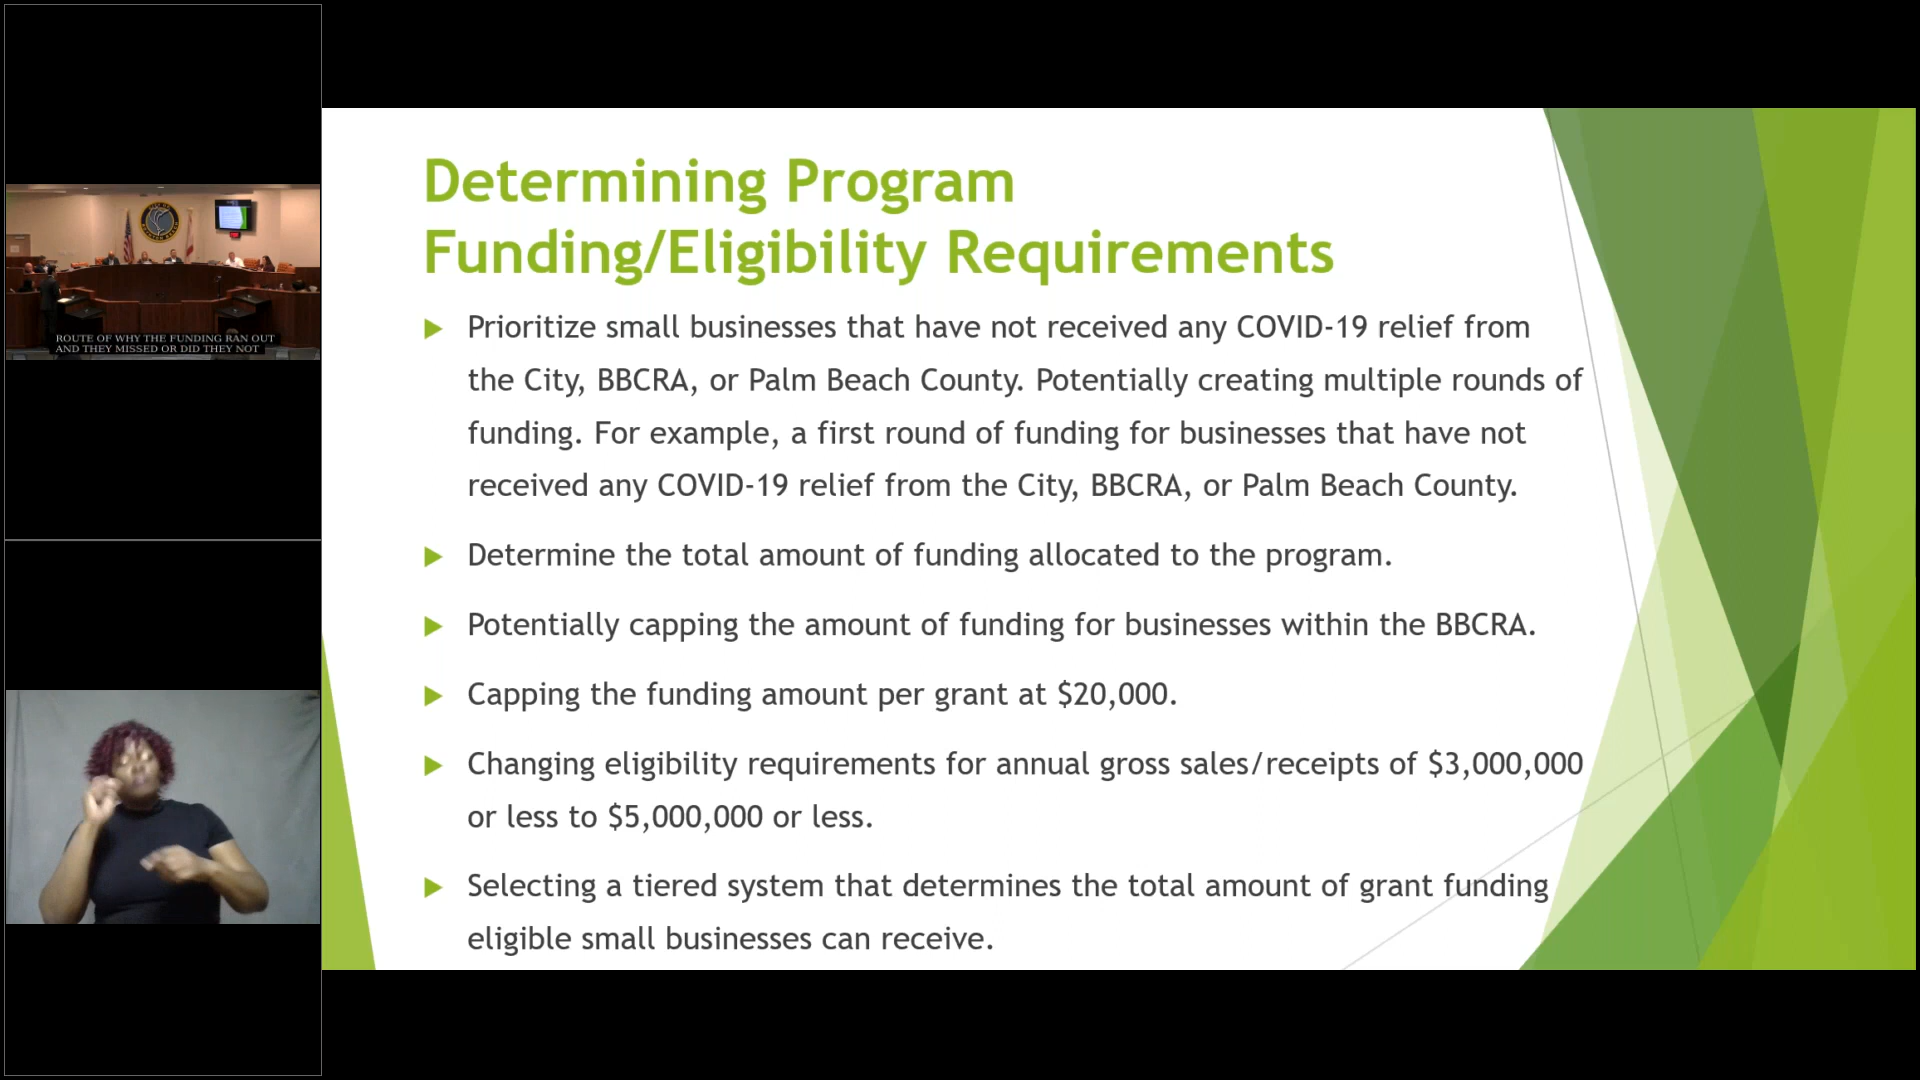 Determining Program
Funding/Eligibility Requirements
Prioritize small businesses that have not received any COVID-19 relief from
the City, BBCRA, or Palm Beach County. Potentially creating multiple rounds of
funding. For example, a first round of funding for businesses that have not
received any COVID-19 relief from the City, BBCRA, or Palm Beach County.
Determine the total amount of funding allocated to the program.
Potentially capping the amount of funding for businesses within the BBCRA.
Capping the funding amount per grant at $20,000.
Changing eligibility requirements for annual gross sales/receipts of $3,000,000
or less to $5,000,000 or less.
Selecting a tiered system that determines the total amount of grant funding
eligible small businesses can receive.
ROUTE OF WHY THE FUNDING RAN OUT
AND THEY MISSED OR DID THEY NOT